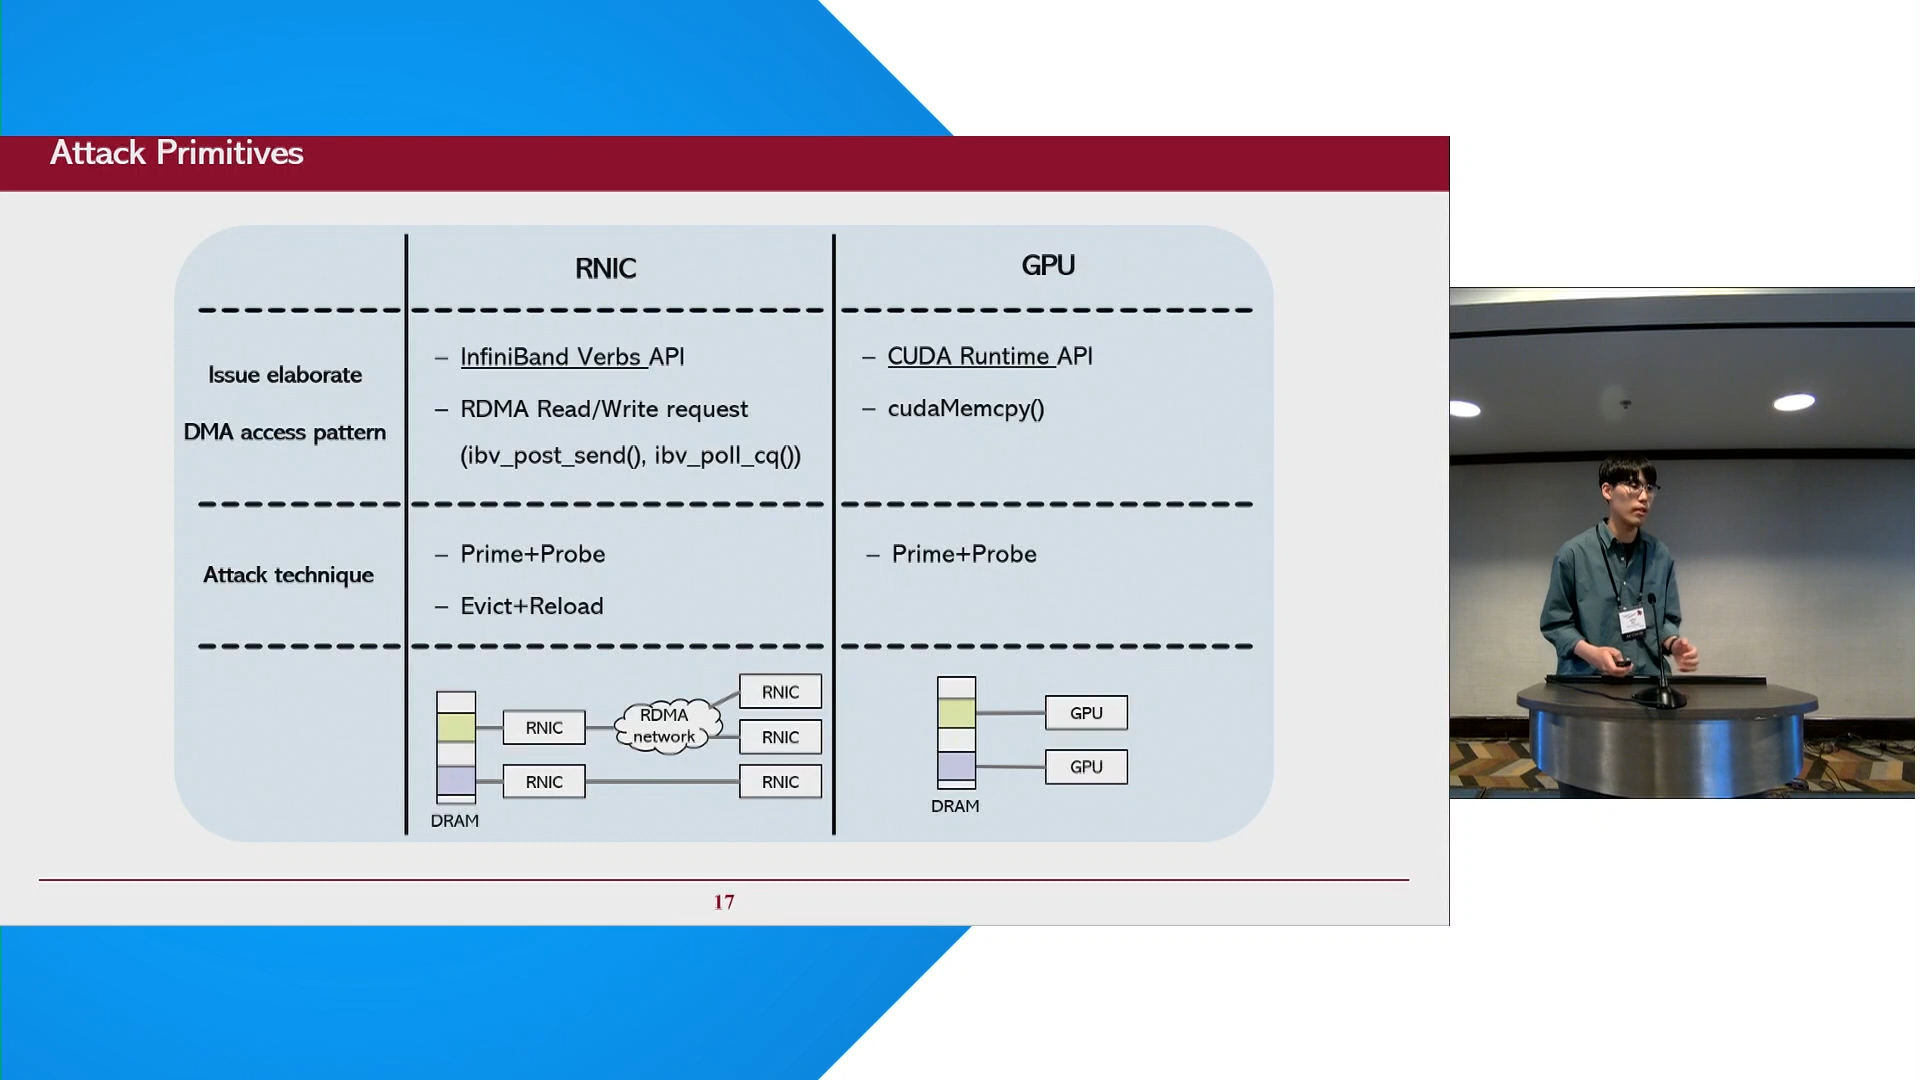 Attack Primitives
RNIC
GPU
Issue elaborate
DMA access pattern
– InfiniBand Verbs API
– RDMA Read/Write request
(ibv_post_send(), ibv_poll_cq())
– CUDA Runtime API
– cudaMemcpy()
Attack technique
– Prime+Probe
– Evict+Reload
– Prime+Probe
RNIC
RNIC
RDMA
network
RNIC
RNIC
RNIC
DRAM
GPU
GPU
DRAM
17